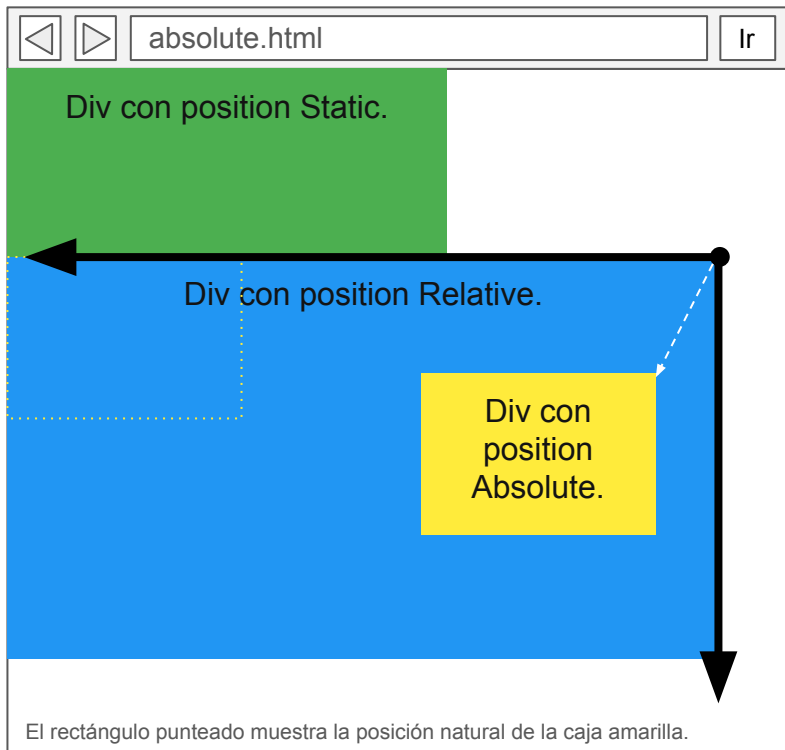 absolute.html
Ir
Div con position Static.
Div con position Relative.
Div con
position
Absolute.
El rectángulo punteado muestra la posición natural de la caja amarilla.